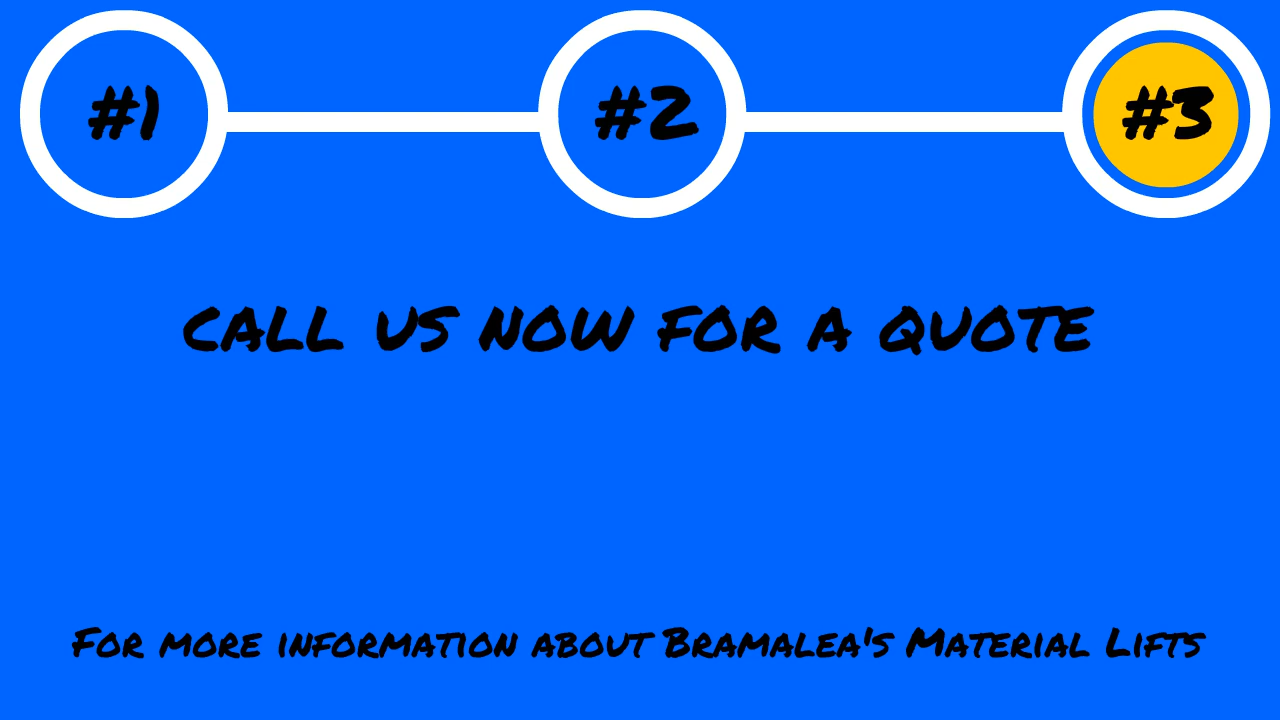 #1 #2 #3
CALL US NOW FOR A QUOTE
FOR MORE INFORMATION ABOUT BRAMALEA'S MATERIAL LIFTS